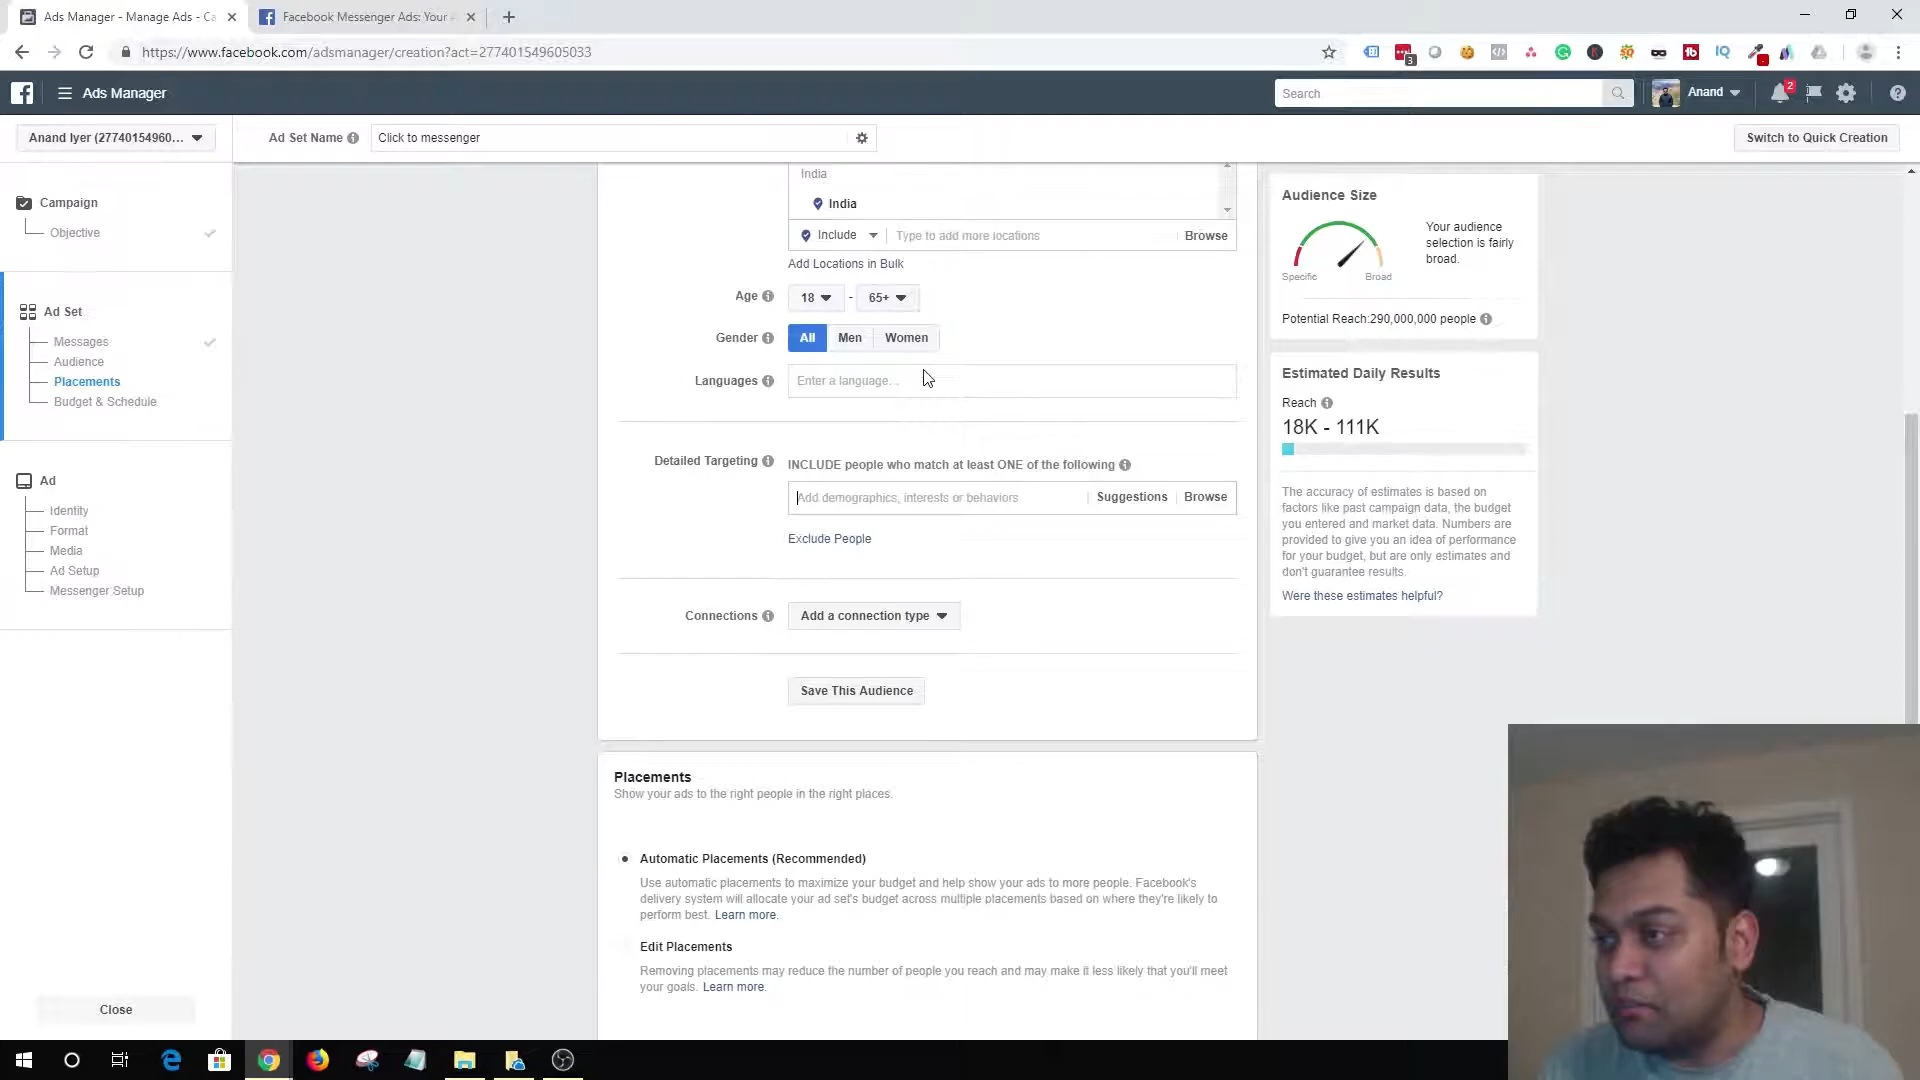 Ads Manager - Manage Ads - Ca
Facebook Messenger Ads: Your
https://www.facebook.com/adsmanager/creation?act=277401549605033
3
Ads Manager
Search
Anand
2
Anand Iyer (27740154960...
Ad Set Name
Click to messenger
Switch to Quick Creation
Campaign
Objective
Ad Set
Messages
Audience
Placements
Budget & Schedule
Ad
Identity
Format
Media
Ad Setup
Messenger Setup
Close
India
India
Include
Type to add more locations
Browse
Add Locations in Bulk
Age
18
-
65+
Gender
All
Men
Women
Languages
Enter a language...
Detailed Targeting
INCLUDE people who match at least ONE of the following
Add demographics, interests or behaviors
Suggestions
Browse
Exclude People
Connections
Add a connection type
Save This Audience
Placements
Show your ads to the right people in the right places.
Automatic Placements (Recommended)
Use automatic placements to maximize your budget and help show your ads to more people. Facebook's
delivery system will allocate your ad set's budget across multiple placements based on where they're likely to
perform best. Learn more.
Edit Placements
Removing placements may reduce the number of people you reach and may make it less likely that you'll meet
your goals. Learn more.
Audience Size
Specific
Broad
Your audience
selection is fairly
broad.
Potential Reach:290,000,000 people
Estimated Daily Results
Reach
18K - 111K
The accuracy of estimates is based on
factors like past campaign data, the budget
you entered and market data. Numbers are
provided to give you an idea of performance
for your budget, but are only estimates and
don't guarantee results.
Were these estimates helpful?